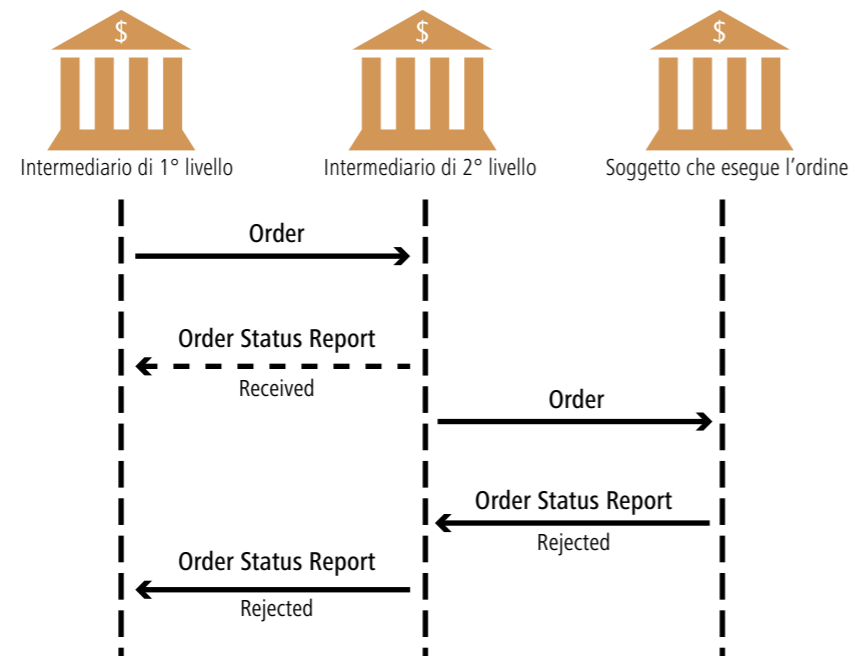 $ $ $
Intermediario di 1° livello Intermediario di 2° livello Soggetto che esegue l’ordine
Order
Order Status Report
Received
Order
Order Status Report
Rejected
Order Status Report
Rejected